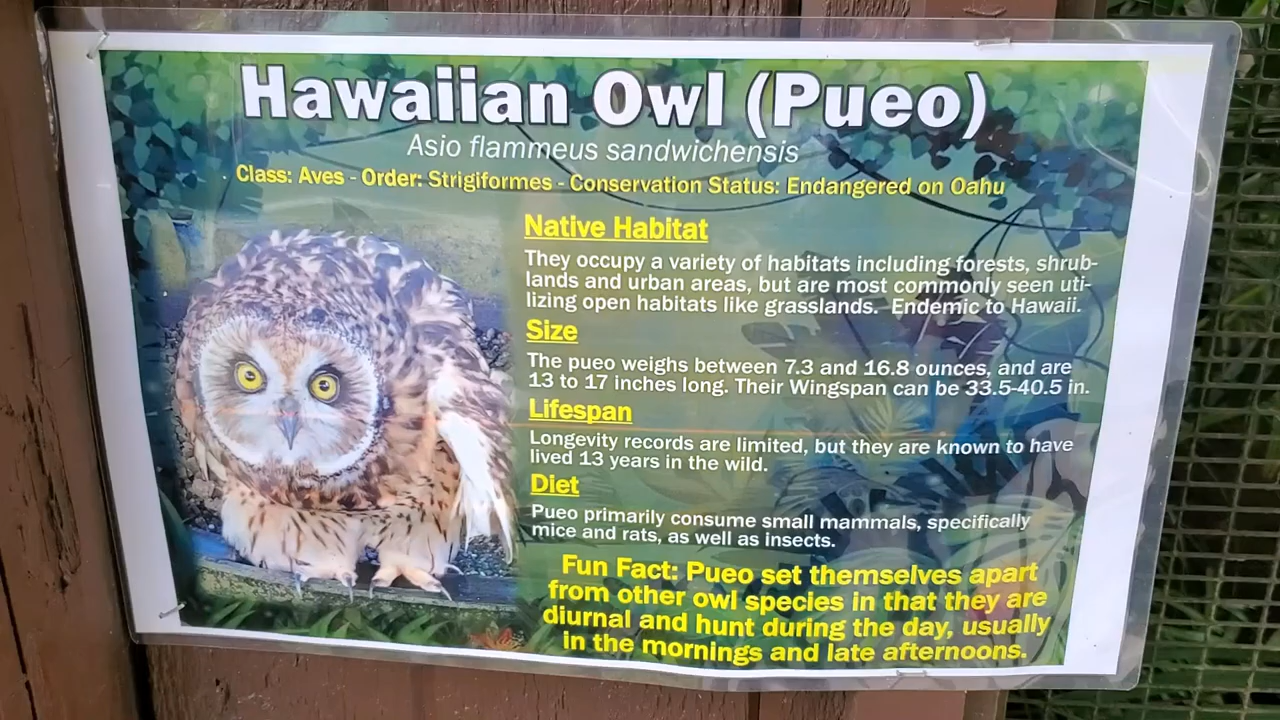 Hawaiian Owl (Pueo)
Asio flammeus sandwichensis
Class: Aves - Order: Strigiformes - Conservation Status: Endangered on Oahu
Native Habitat
They occupy a variety of habitats including forests, shrub-
lands and urban areas, but are most commonly seen uti-
lizing open habitats like grasslands. Endemic to Hawaii.
Size
The pueo weighs between 7.3 and 16.8 ounces, and are
13 to 17 inches long. Their Wingspan can be 33.5-40.5 in.
Lifespan
Longevity records are limited, but they are known to have
lived 13 years in the wild.
Diet
Pueo primarily consume small mammals, specifically
mice and rats, as well as insects.
Fun Fact: Pueo set themselves apart
from other owl species in that they are
diurnal and hunt during the day, usually
in the mornings and late afternoons.